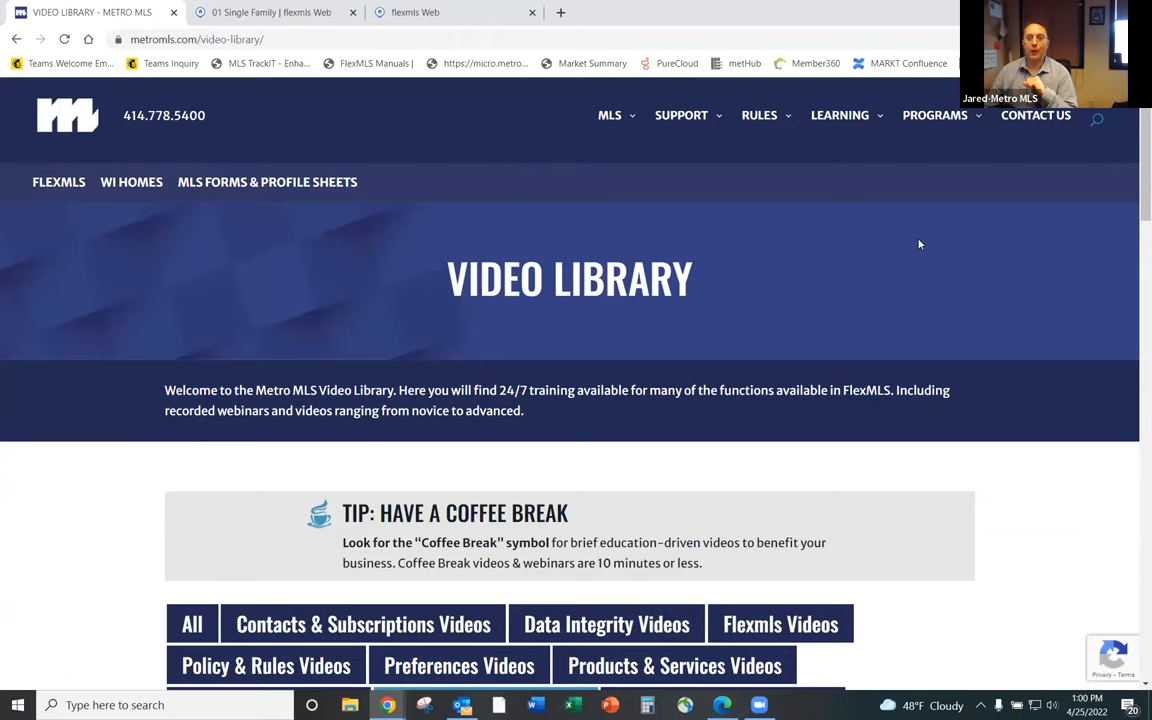 VIDEO LIBRARY - METRO MLS
01 Single Family | flexmls Web
flexmls Web
metromls.com/video-library/
Teams Welcome Em...
Teams Inquiry
MLS TrackIT - Enha...
FlexMLS Manuals |
https://micro.metro...
Market Summary
PureCloud
metHub
Member360
MARKT Confluence
Jared-Metro MLS
414.778.5400
MLS
SUPPORT
RULES
LEARNING
PROGRAMS
CONTACT US
FLEXMLS
WI HOMES
MLS FORMS & PROFILE SHEETS
VIDEO LIBRARY
Welcome to the Metro MLS Video Library. Here you will find 24/7 training available for many of the functions available in FlexMLS. Including
recorded webinars and videos ranging from novice to advanced.
TIP: HAVE A COFFEE BREAK
Look for the “Coffee Break” symbol for brief education-driven videos to benefit your
business. Coffee Break videos & webinars are 10 minutes or less.
All
Contacts & Subscriptions Videos
Data Integrity Videos
Flexmls Videos
Policy & Rules Videos
Preferences Videos
Products & Services Videos
Privacy - Terms
Type here to search
48°F Cloudy
1:00 PM
4/25/2022
20